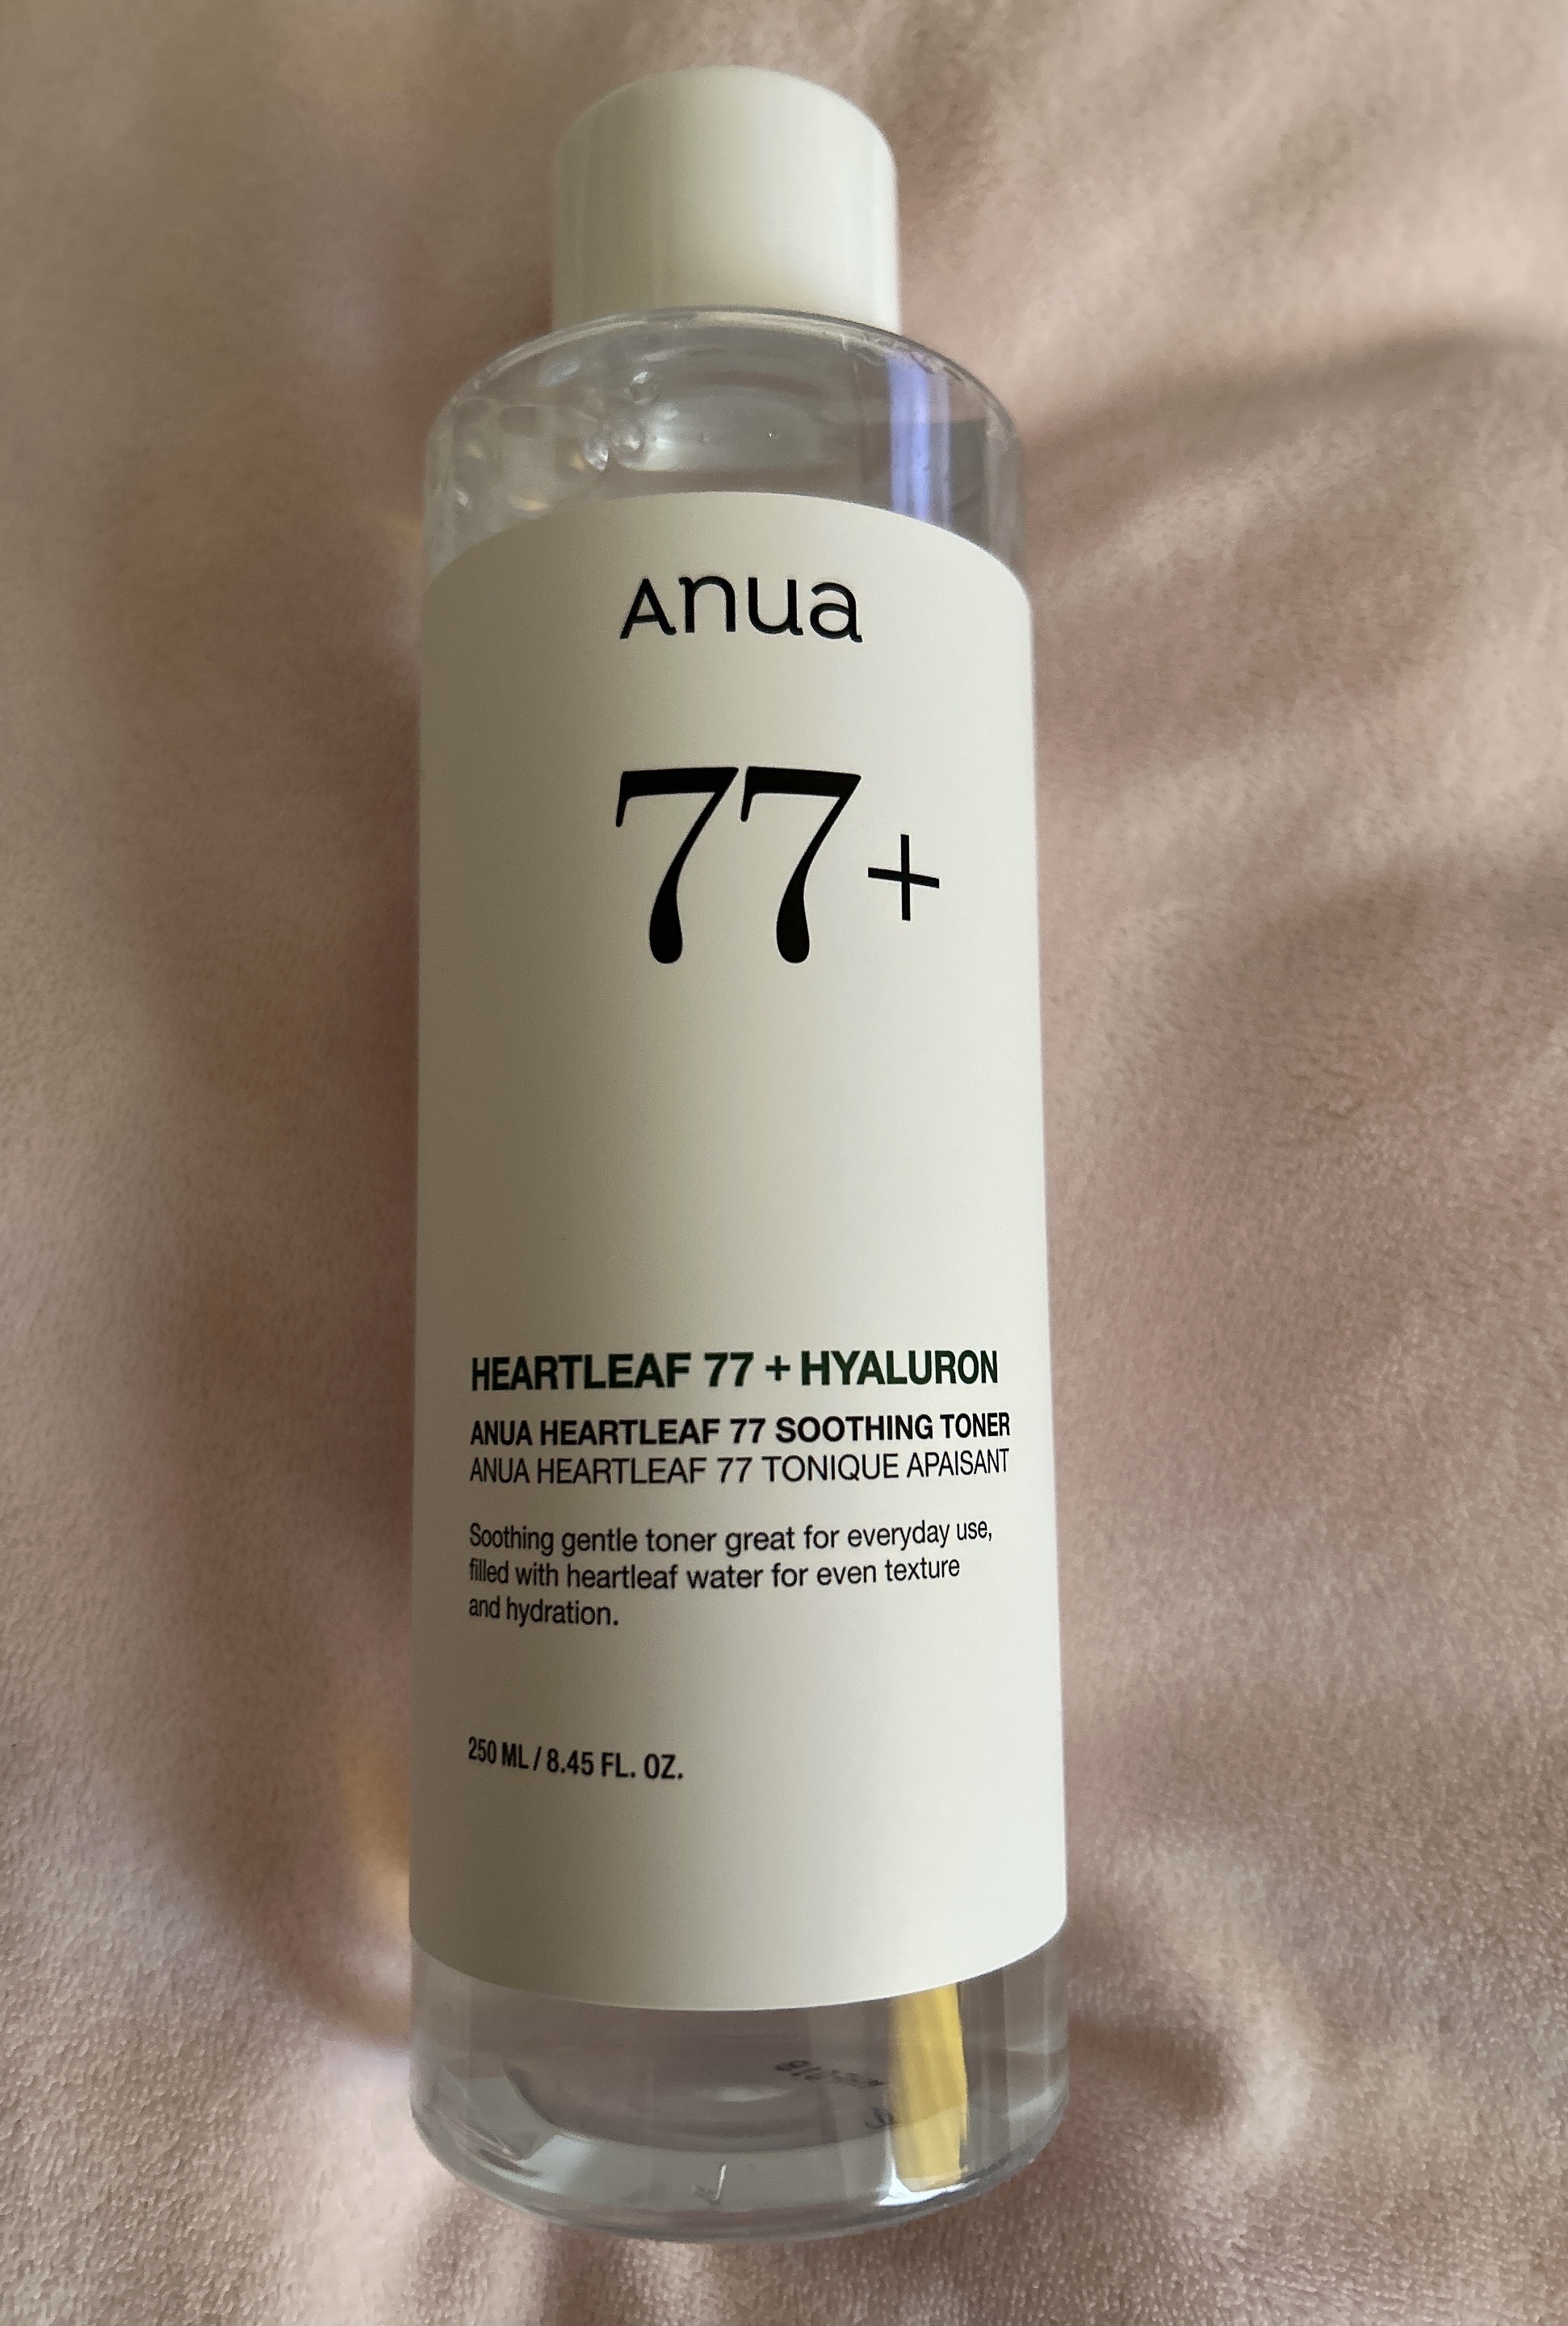 Anua
77+
HEARTLEAF 77 + HYALURON
ANUA HEARTLEAF 77 SOOTHING TONER
ANUA HEARTLEAF 77 TONIQUE APAISANT
Soothing gentle toner great for everyday use,
filled with heartleaf water for even texture
and hydration.
250 ML / 8.45 FL. OZ.